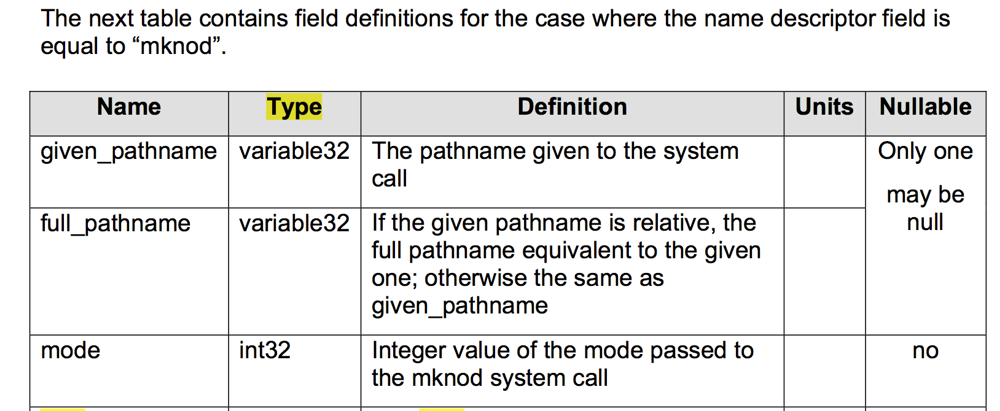 The next table contains field definitions for the case where the name descriptor field is
equal to “mknod”.
Name Type Definition Units Nullable
given_pathname variable32 The pathname given to the system
call
Only one
may be
null
full_pathname variable32 If the given pathname is relative, the
full pathname equivalent to the given
one; otherwise the same as
given_pathname
mode int32 Integer value of the mode passed to
the mknod system call
no